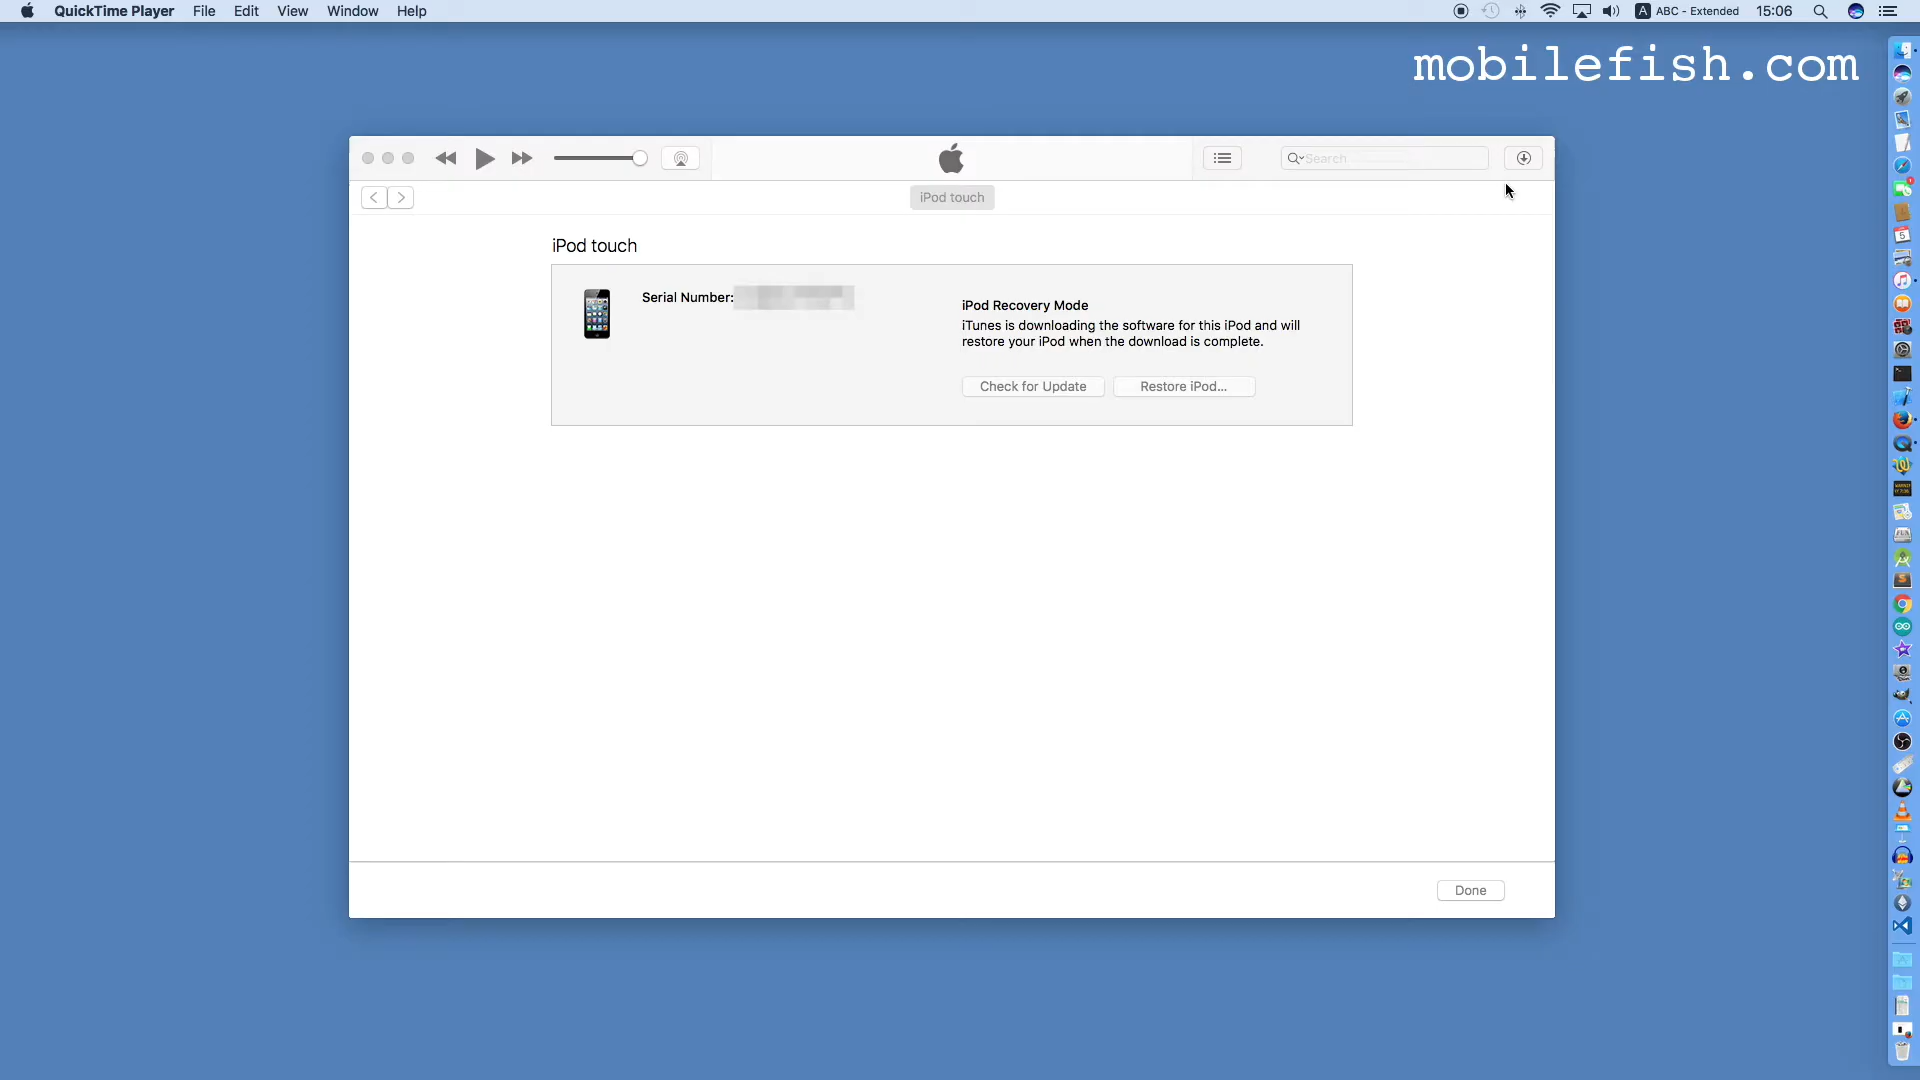 QuickTime Player File Edit View Window Help
A ABC - Extended 15:06
mobilefish.com
Search
iPod touch
iPod touch
Serial Number:
iPod Recovery Mode
iTunes is downloading the software for this iPod and will
restore your iPod when the download is complete.
Check for Update Restore iPod...
Done